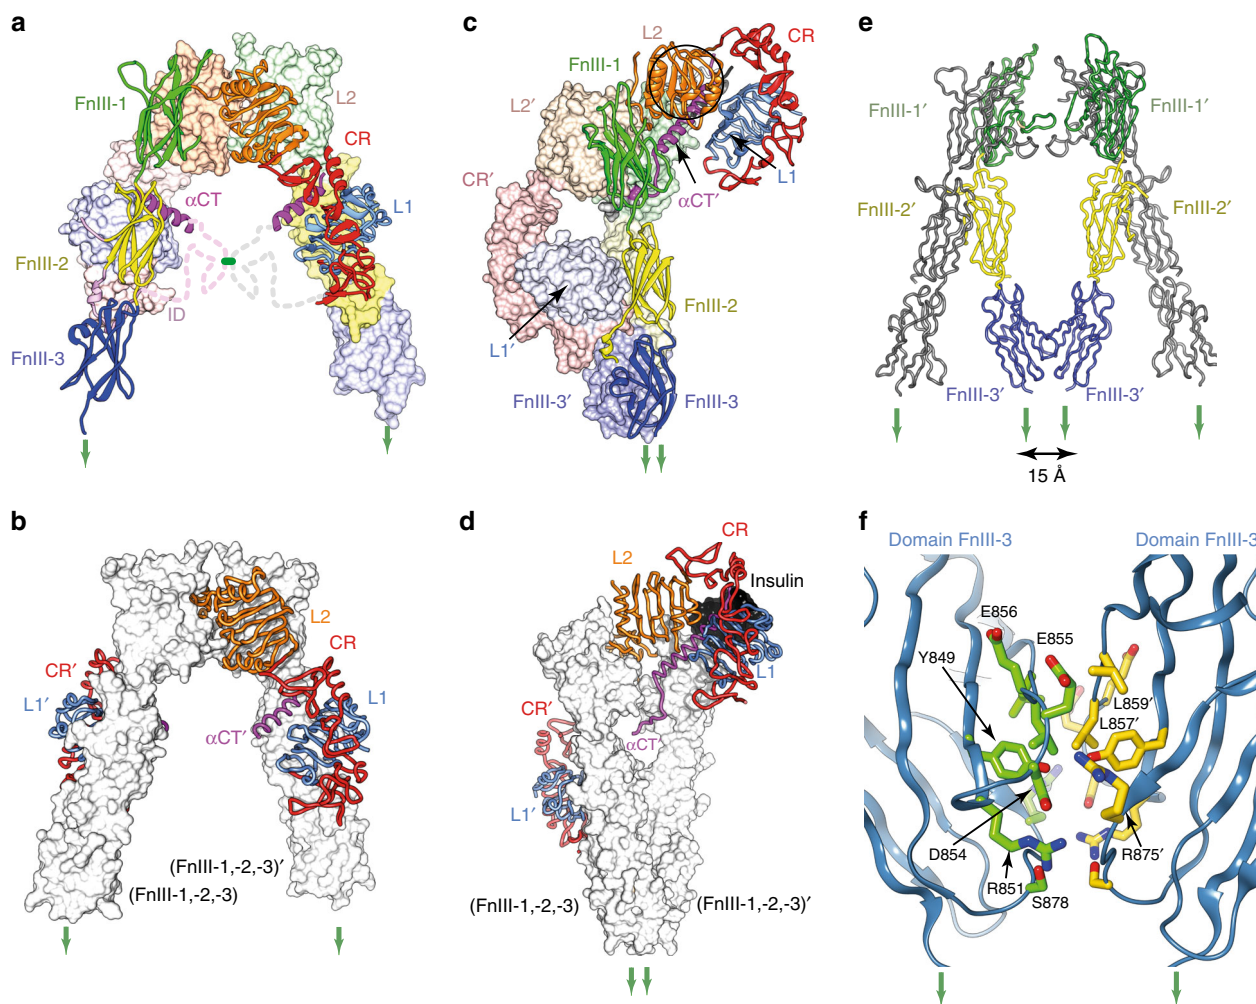 a
FnIII-1
L2
CR
αCT
L1
FnIII-2
ID
FnIII-3
b
L2
CR
CR′
L1′
L1
αCT′
(FnIII-1,-2,-3)′
(FnIII-1,-2,-3)
c
L2
CR
FnIII-1
L2′
CR′
αCT′
L1
FnIII-2
L1′
FnIII-3′
FnIII-3
d
CR
L2
Insulin
L1
CR′
αCT′
L1′
(FnIII-1,-2,-3)
(FnIII-1,-2,-3)′
e
FnIII-1′
FnIII-1′
FnIII-2′
FnIII-2′
FnIII-3′
FnIII-3′
15 Å
f
Domain FnIII-3
Domain FnIII-3
E856
E855
Y849
L859′
L857′
D854
R875′
R851
S878